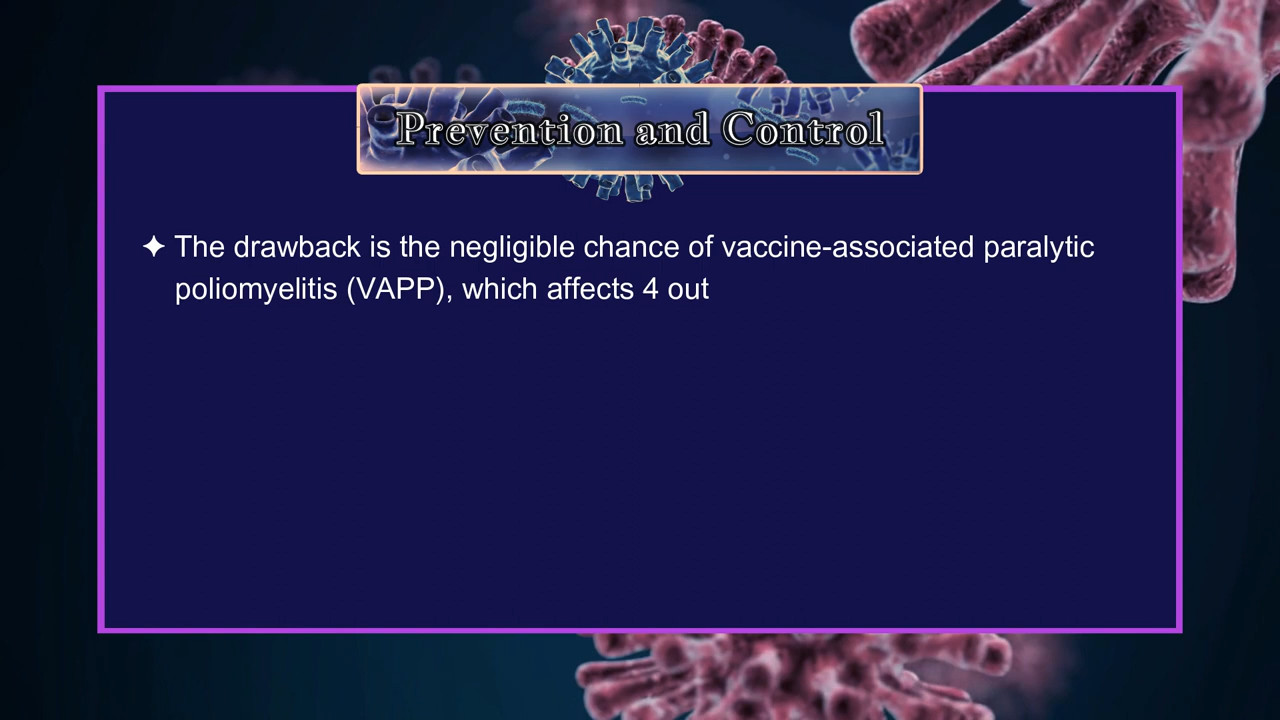 Prevention and Control
✦ The drawback is the negligible chance of vaccine-associated paralytic
poliomyelitis (VAPP), which affects 4 out